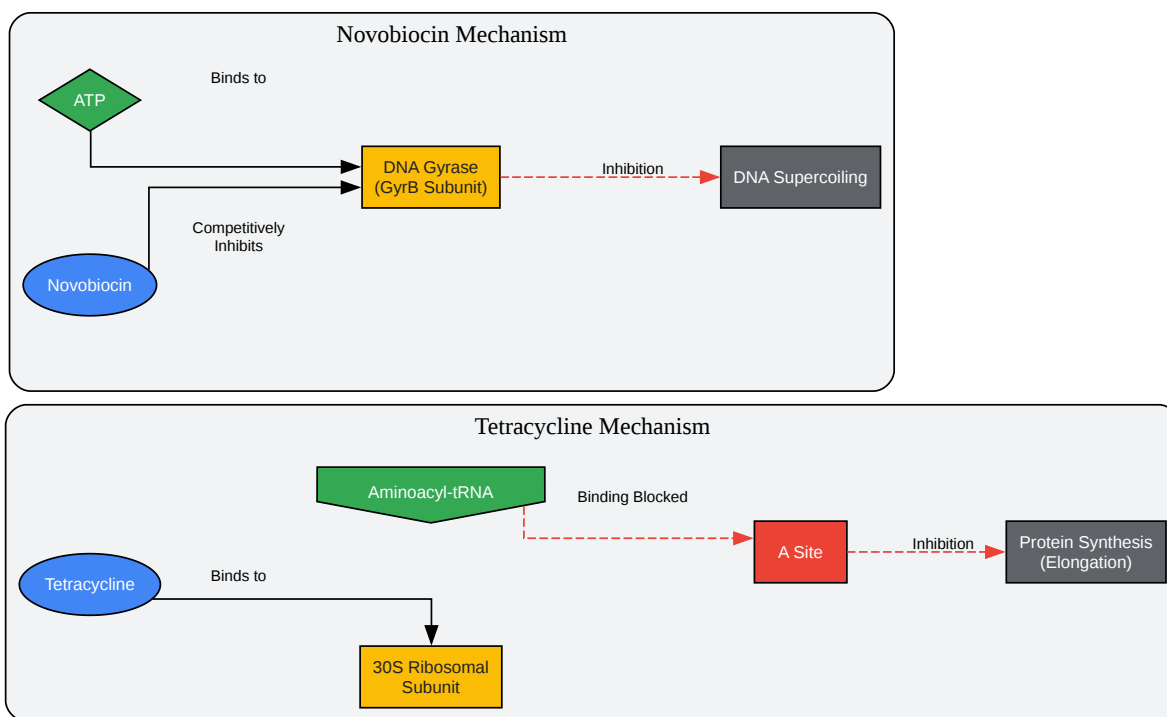 Novobiocin Mechanism
ATP
Binds to
DNA Gyrase
(GyrB Subunit)
Inhibition
DNA Supercoiling
Competitively
Inhibits
Novobiocin
Tetracycline Mechanism
Aminoacyl-tRNA
Binding Blocked
A Site
Inhibition
Protein Synthesis
(Elongation)
Tetracycline
Binds to
30S Ribosomal
Subunit